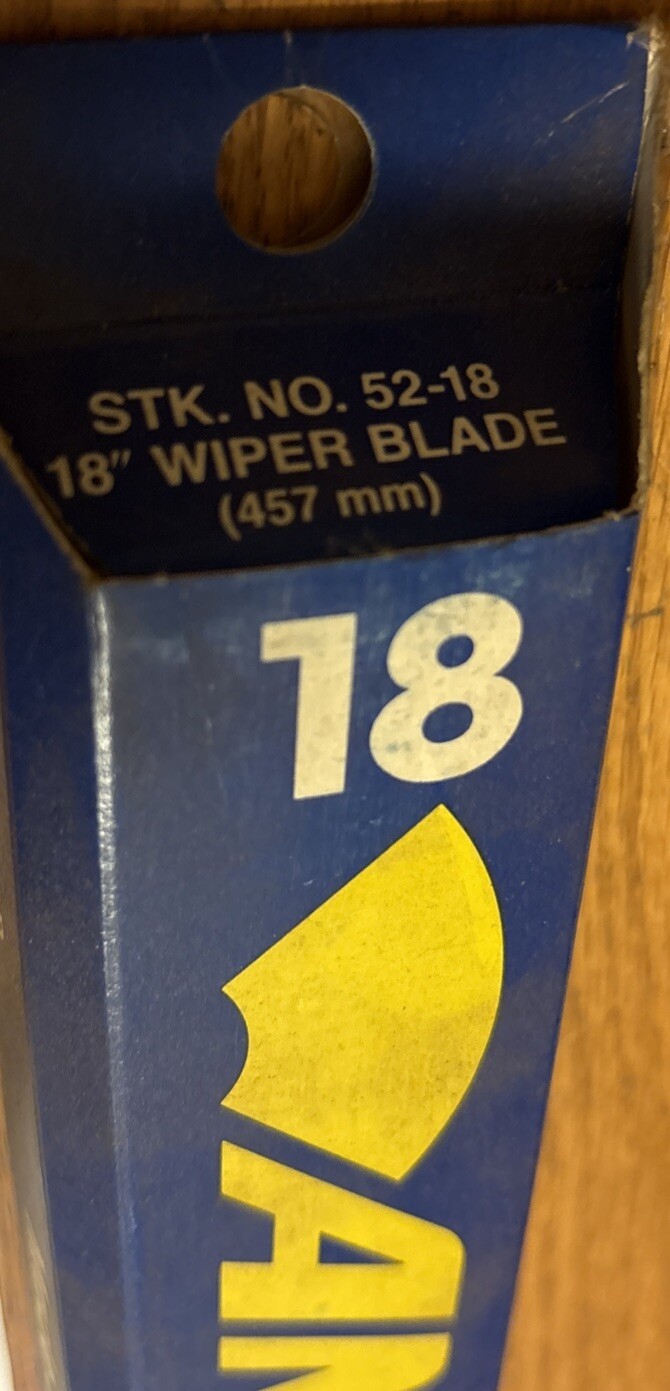 STK. NO. 52-18
18" WIPER BLADE
(457 mm)
18